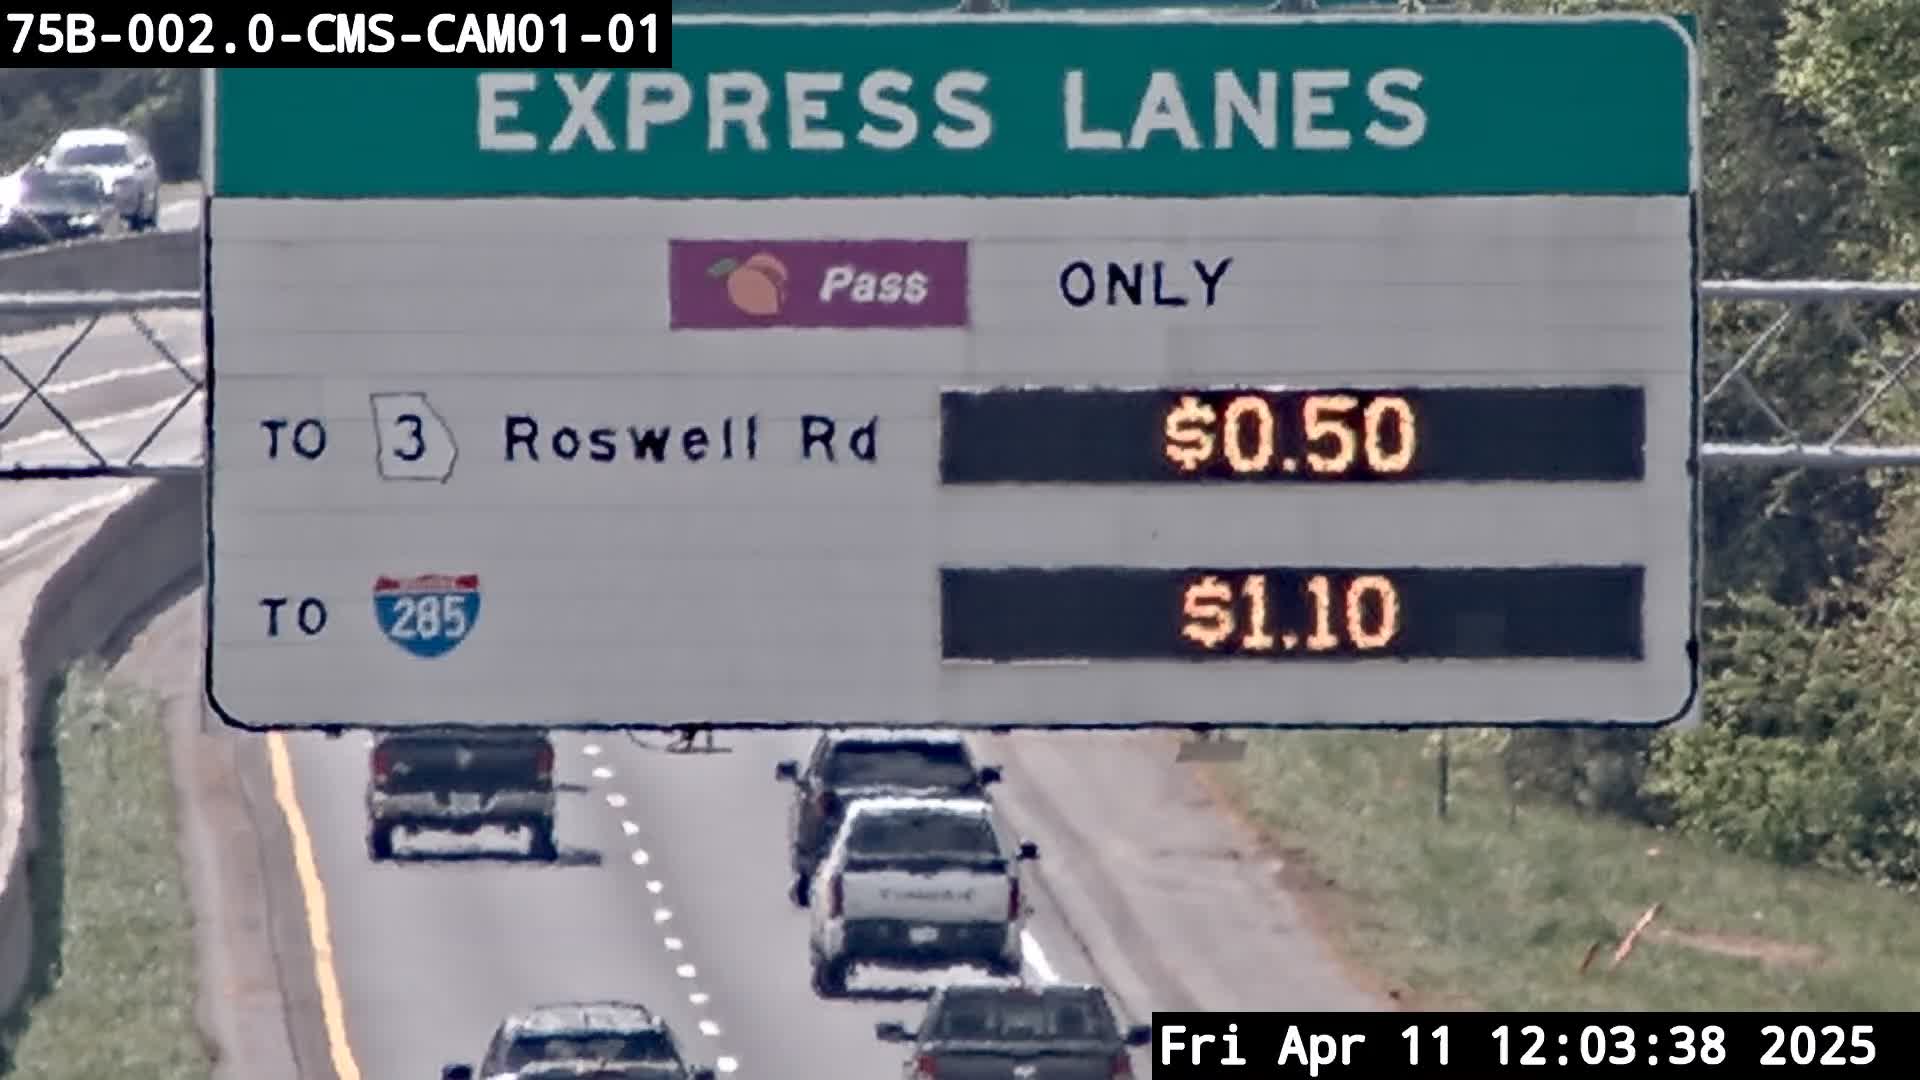 75B-002.0-CMS-CAM01-01
EXPRESS LANES
Pass ONLY
TO 3 Roswell Rd $0.50
TO 285 $1.10
Fri Apr 11 12:03:38 2025